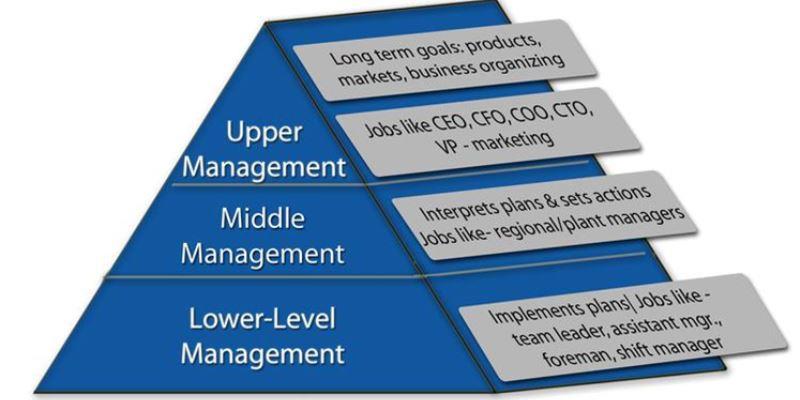 Long term goals: products,
markets, business organizing
Jobs like CEO, CFO, COO, CTO,
VP - marketing
Upper
Management
Interprets plans & sets actions
Jobs like- regional/plant managers
Middle
Management
Implements plans| Jobs like -
team leader, assistant mgr.,
foreman, shift manager
Lower-Level
Management